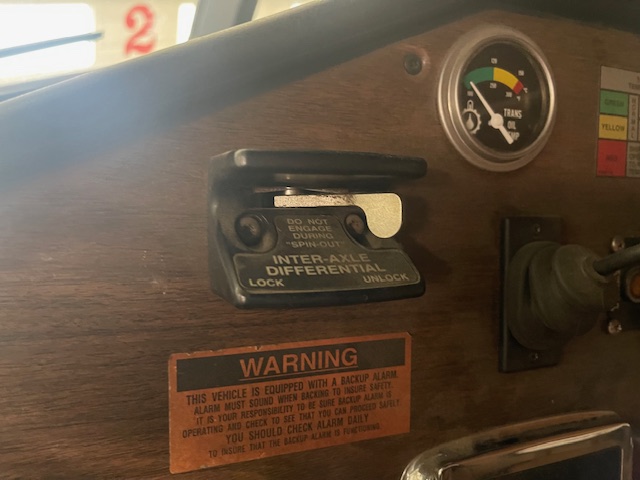 2
TRANS
OIL
GREEN
YELLOW
RED
DO NOT
ENGAGE
DURING
"SPIN-OUT"
INTER-AXLE
DIFFERENTIAL
LOCK UNLOCK
WARNING
THIS VEHICLE IS EQUIPPED WITH A BACKUP ALARM.
ALARM MUST SOUND WHEN BACKING TO INSURE SAFETY.
IT IS YOUR RESPONSIBILITY TO BE SURE BACKUP ALARM IS
OPERATING AND CHECK TO SEE THAT YOU CAN PROCEED SAFELY.
YOU SHOULD CHECK ALARM DAILY
TO INSURE THAT THE BACKUP ALARM IS FUNCTIONING.